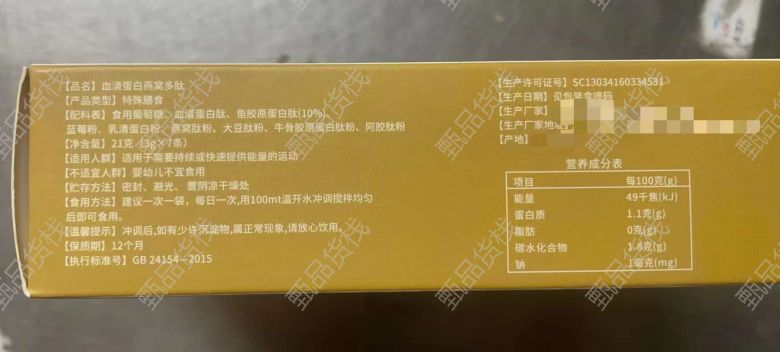 【品名】血清蛋白燕窝多肽
【产品类型】特殊膳食
【配料表】食用葡萄糖、血清蛋白肽、鱼胶原蛋白肽(10%)、
蓝莓粉、乳清蛋白粉、燕窝肽粉、大豆肽粉、牛骨胶原蛋白肽粉、阿胶肽粉
【净含量】21克（3g×7条）
【适用人群】适用于需要持续或快速提供能量的运动
【不适宜人群】婴幼儿不宜食用
【贮存方法】密封、避光、置阴凉干燥处
【食用方法】建议一次一袋，每日一次,用100mt温开水冲调搅拌均匀
后即可食用。
【温馨提示】冲调后,如有少许沉淀物,属正常现象,请放心饮用。
【保质期】12个月
【执行标准号】GB 24154—2015
【生产许可证号】SC13034160334531
【生产日期】见包装盒喷码
【生产厂家】
【生产厂家地址】
【产地】
营养成分表
项目 每100克(g)
能量 49千焦(kJ)
蛋白质 1.1克(g)
脂肪 0克(g)
碳水化合物 1.8克(g)
钠 1毫克(mg)
甄品货栈